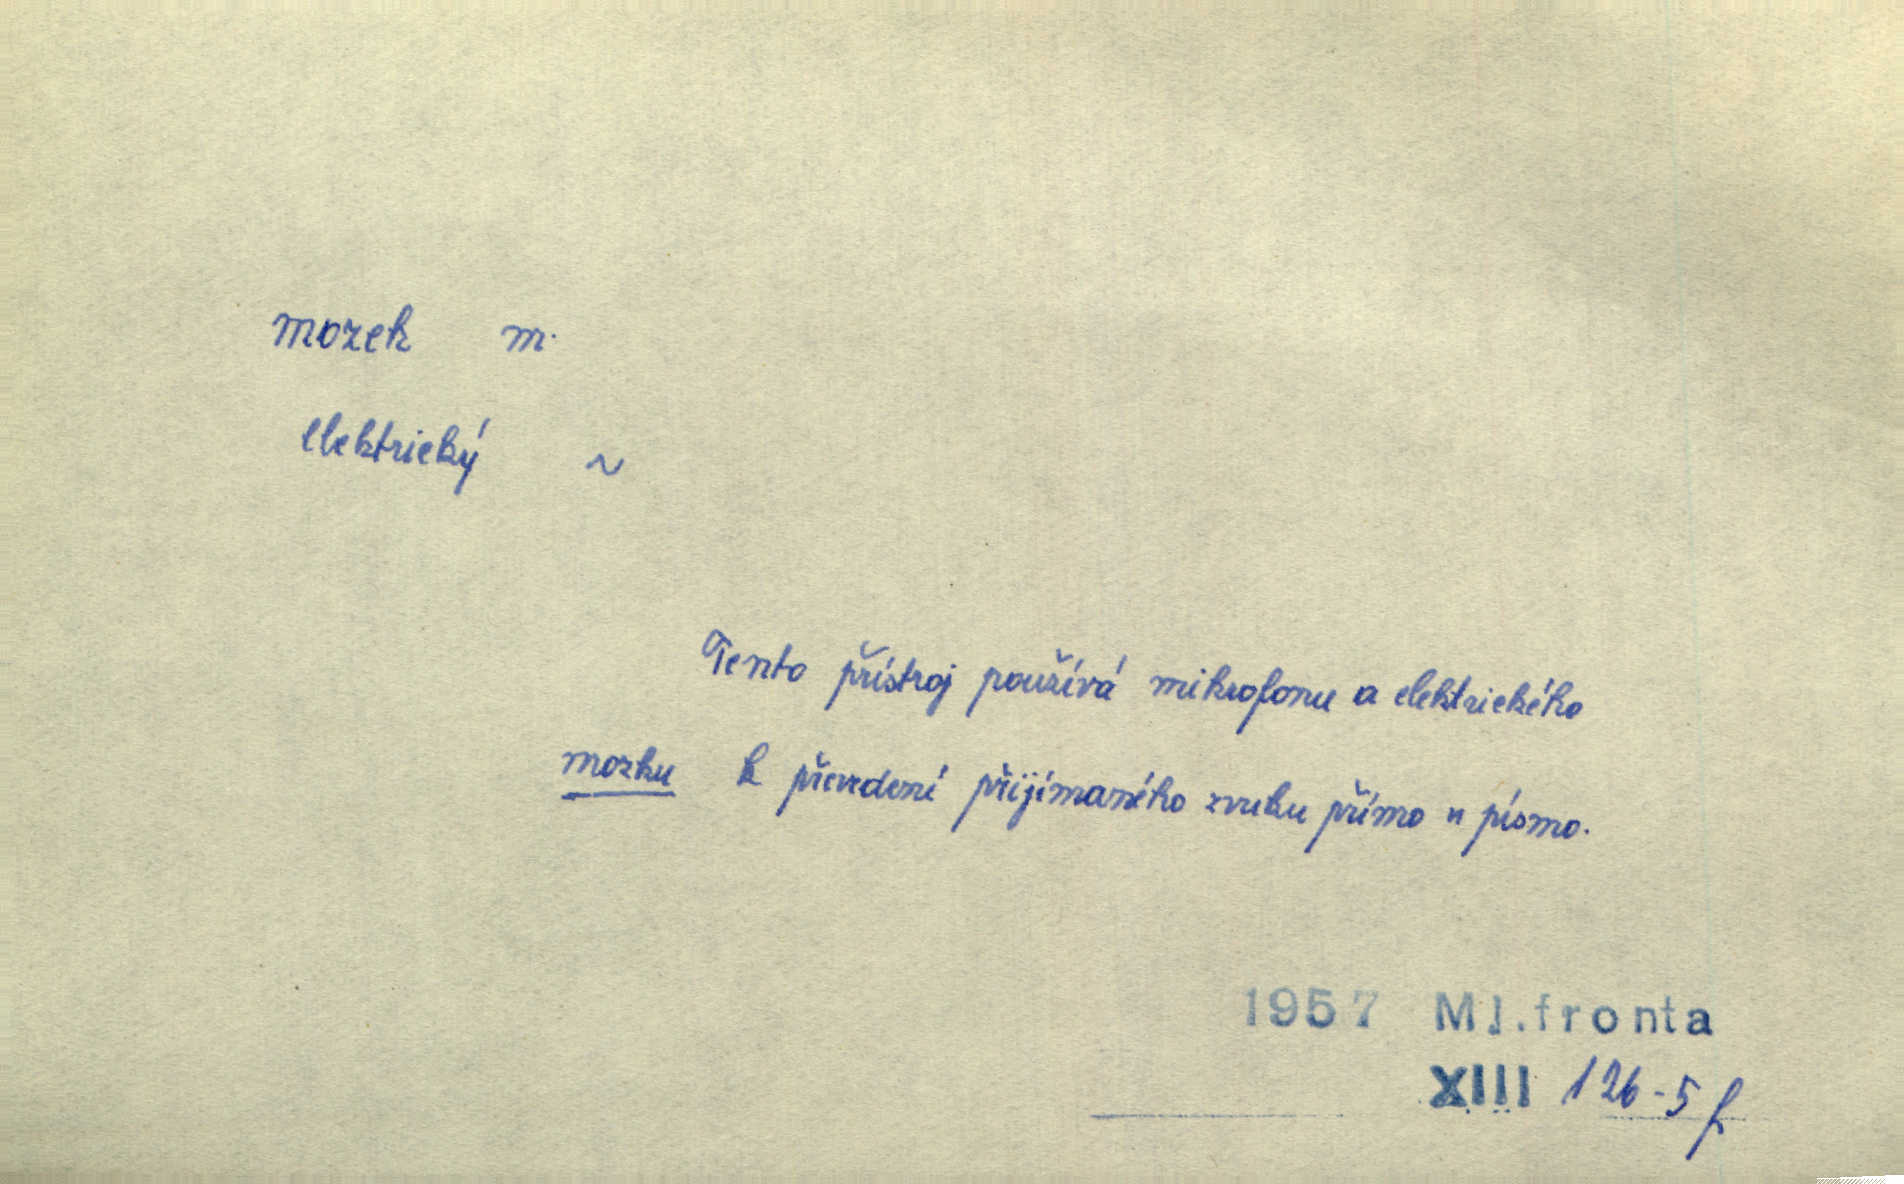 mozek m.
elektrický ~
Tento přístroj používá mikrofonu a elektrického
mozku k převedení přijímaného zvuku přímo v písmo.
1957 Ml.fronta
XIII 126-5 f